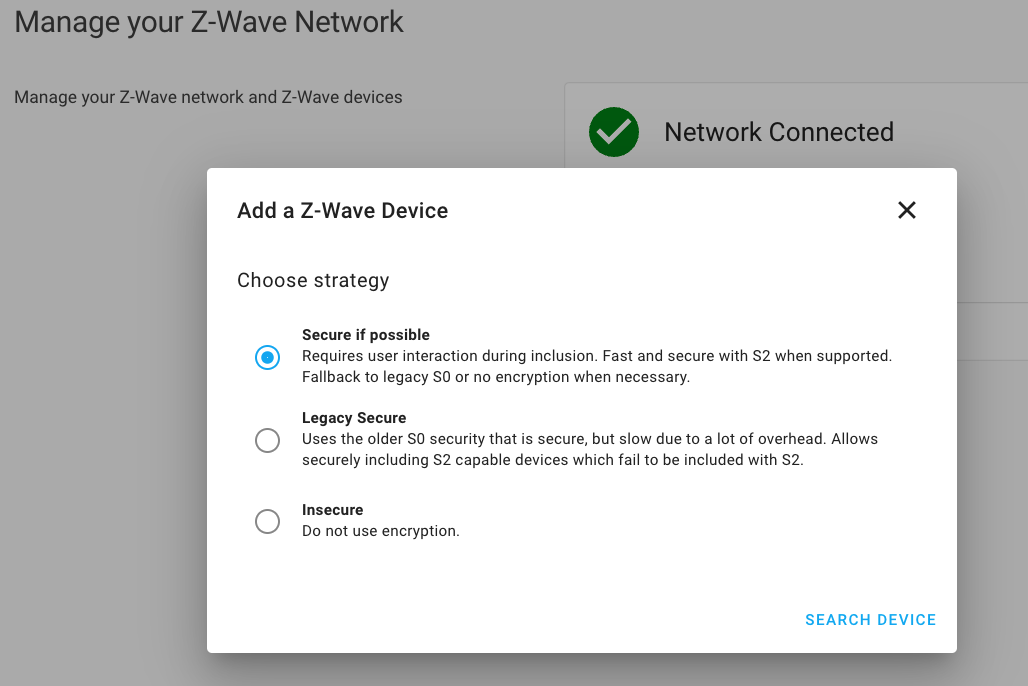 Manage your Z-Wave Network
Manage your Z-Wave network and Z-Wave devices
Network Connected
Add a Z-Wave Device
Choose strategy
Secure if possible
Requires user interaction during inclusion. Fast and secure with S2 when supported.
Fallback to legacy S0 or no encryption when necessary.
Legacy Secure
Uses the older S0 security that is secure, but slow due to a lot of overhead. Allows
securely including S2 capable devices which fail to be included with S2.
Insecure
Do not use encryption.
SEARCH DEVICE